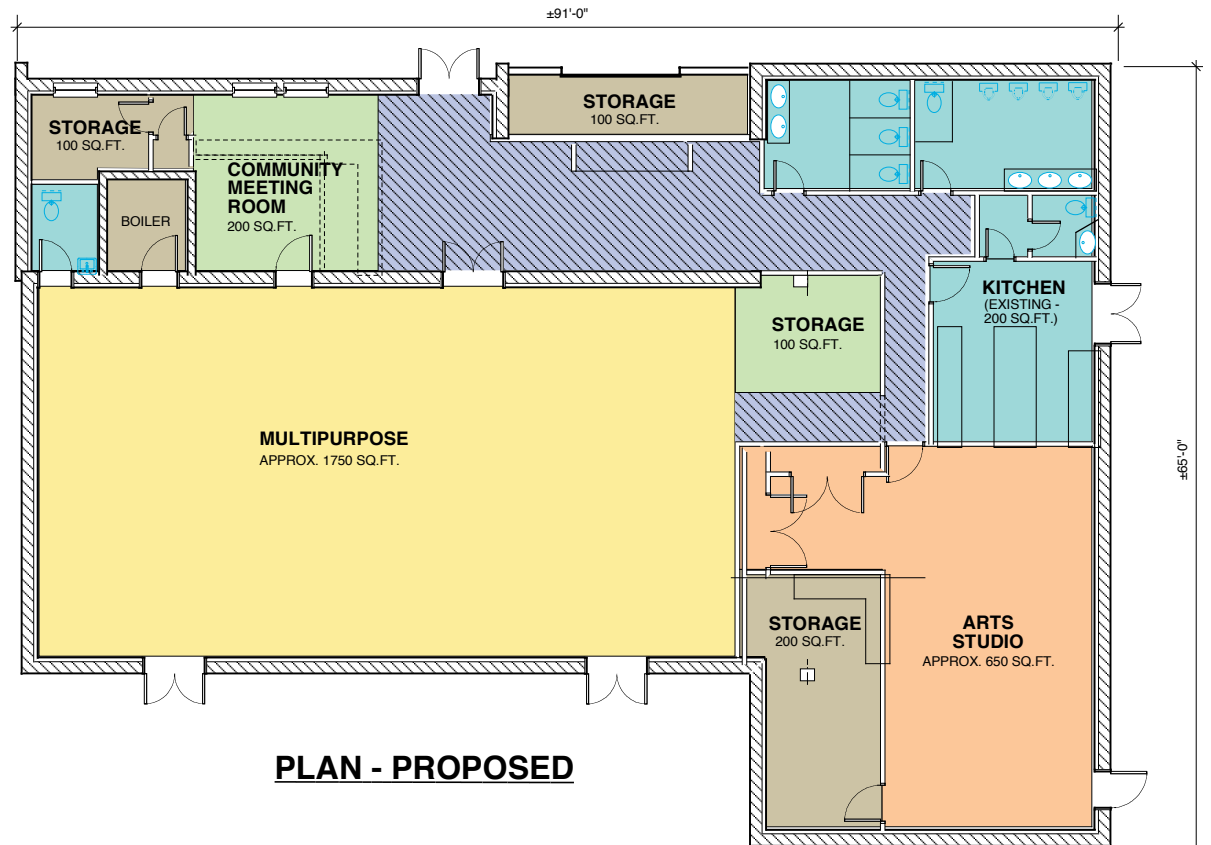 ±91'-0"
STORAGE
100 SQ.FT.
STORAGE
100 SQ.FT.
COMMUNITY
MEETING
ROOM
200 SQ.FT.
BOILER
KITCHEN
(EXISTING -
200 SQ.FT.)
STORAGE
100 SQ.FT.
MULTIPURPOSE
APPROX. 1750 SQ.FT.
±65'-0"
STORAGE
200 SQ.FT.
ARTS
STUDIO
APPROX. 650 SQ.FT.
PLAN - PROPOSED